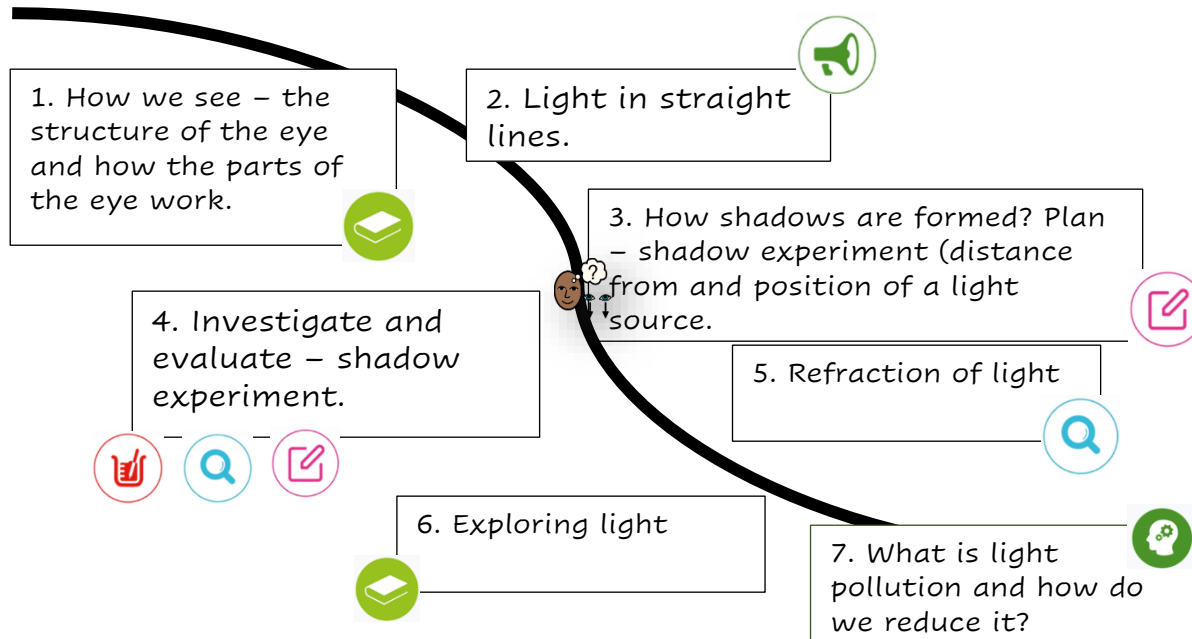 1. How we see – the
structure of the eye
and how the parts of
the eye work.
2. Light in straight
lines.
3. How shadows are formed? Plan
– shadow experiment (distance
from and position of a light
source.
?
4. Investigate and
evaluate – shadow
experiment.
5. Refraction of light
6. Exploring light
7. What is light
pollution and how do
we reduce it?